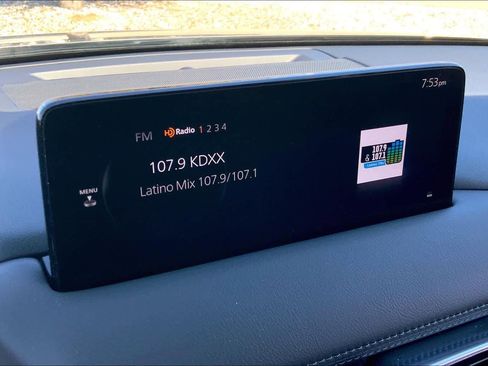 7:53pm
FM HD Radio 1 2 3 4
107.9 KDXX
Latino Mix 107.9/107.1
MENU
107.9
107.1